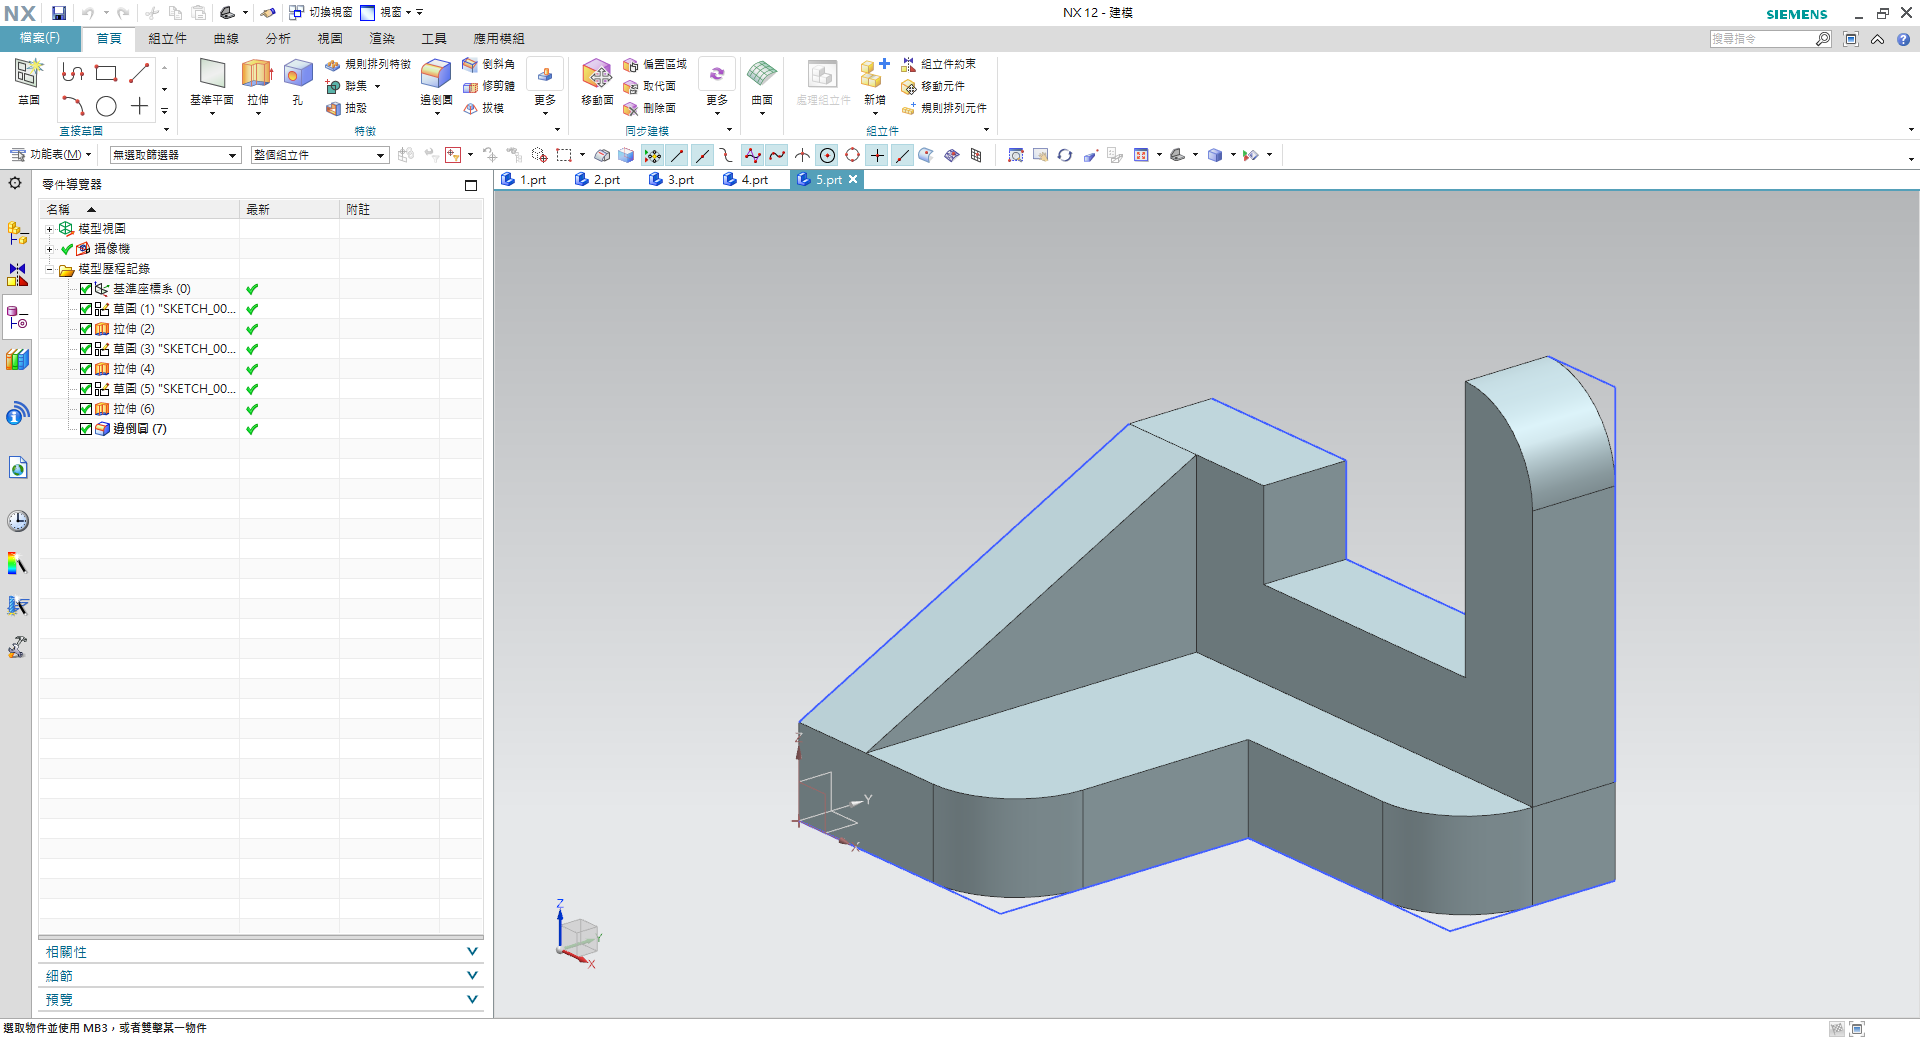 NX 切換視窗 視窗 NX 12 - 建模 SIEMENS
檔案(F) 首頁 組立件 曲線 分析 視圖 渲染 工具 應用模組 搜尋指令
草圖 基準平面 拉伸 孔 規則排列特徵 聯集 抽殼 邊倒圓 倒斜角 修剪體 拔模 更多 移動面 偏置區域 取代面 刪除面 更多 曲面 處理組立件 新增 組立件約束 移動元件 規則排列元件
直接草圖 特徵 同步建模 組立件
功能表(M) 無選取篩選器 整個組立件
零件導覽器 1.prt 2.prt 3.prt 4.prt 5.prt
名稱 最新 附註
模型視圖
攝像機
模型歷程記錄
基準座標系 (0)
草圖 (1) "SKETCH_00...
拉伸 (2)
草圖 (3) "SKETCH_00...
拉伸 (4)
草圖 (5) "SKETCH_00...
拉伸 (6)
邊倒圓 (7)
Z
Y
X
Z
Y
X
相關性
細節
預覽
選取物件並使用 MB3，或者雙擊某一物件